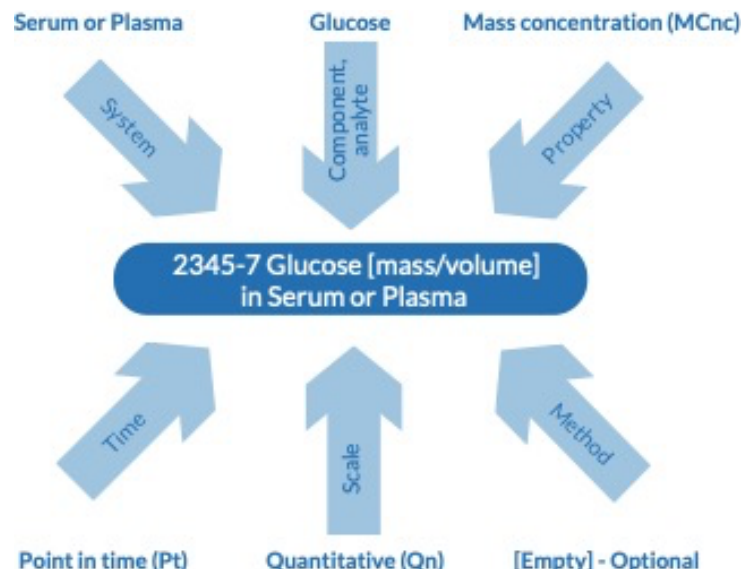 Serum or Plasma
Glucose
Mass concentration (MCnc)
System
Component,
analyte
Property
2345-7 Glucose [mass/volume]
in Serum or Plasma
Time
Scale
Method
Point in time (Pt)
Quantitative (Qn)
[Empty] - Optional